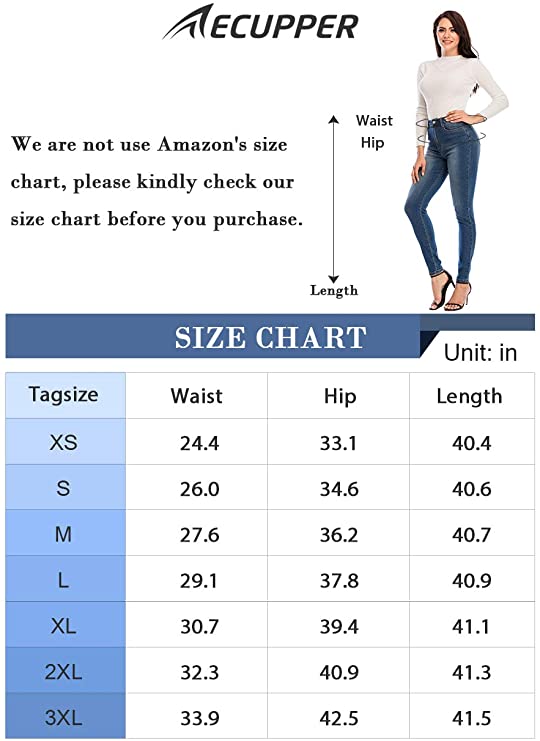 AECUPPER
We are not use Amazon's size
chart, please kindly check our
size chart before you purchase.
Waist
Hip
Length
SIZE CHART
Unit: in
Tagsize Waist Hip Length
XS 24.4 33.1 40.4
S 26.0 34.6 40.6
M 27.6 36.2 40.7
L 29.1 37.8 40.9
XL 30.7 39.4 41.1
2XL 32.3 40.9 41.3
3XL 33.9 42.5 41.5